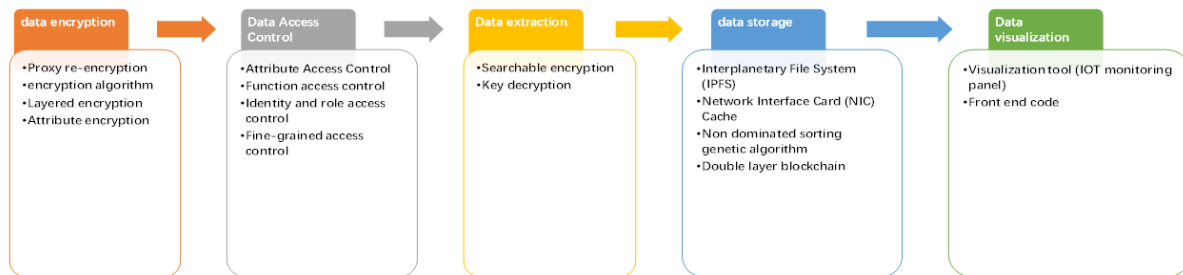 data encryption
•Proxy re-encryption
•encryption algorithm
•Layered encryption
•Attribute encryption
Data Access
Control
•Attribute Access Control
•Function access control
•Identity and role access
control
•Fine-grained access
control
Data extraction
•Searchable encryption
•Key decryption
data storage
•Interplanetary File System
(IPFS)
•Network Interface Card (NIC)
Cache
•Non dominated sorting
genetic algorithm
•Double layer blockchain
Data
visualization
•Visualization tool (IOT monitoring
panel)
•Front end code